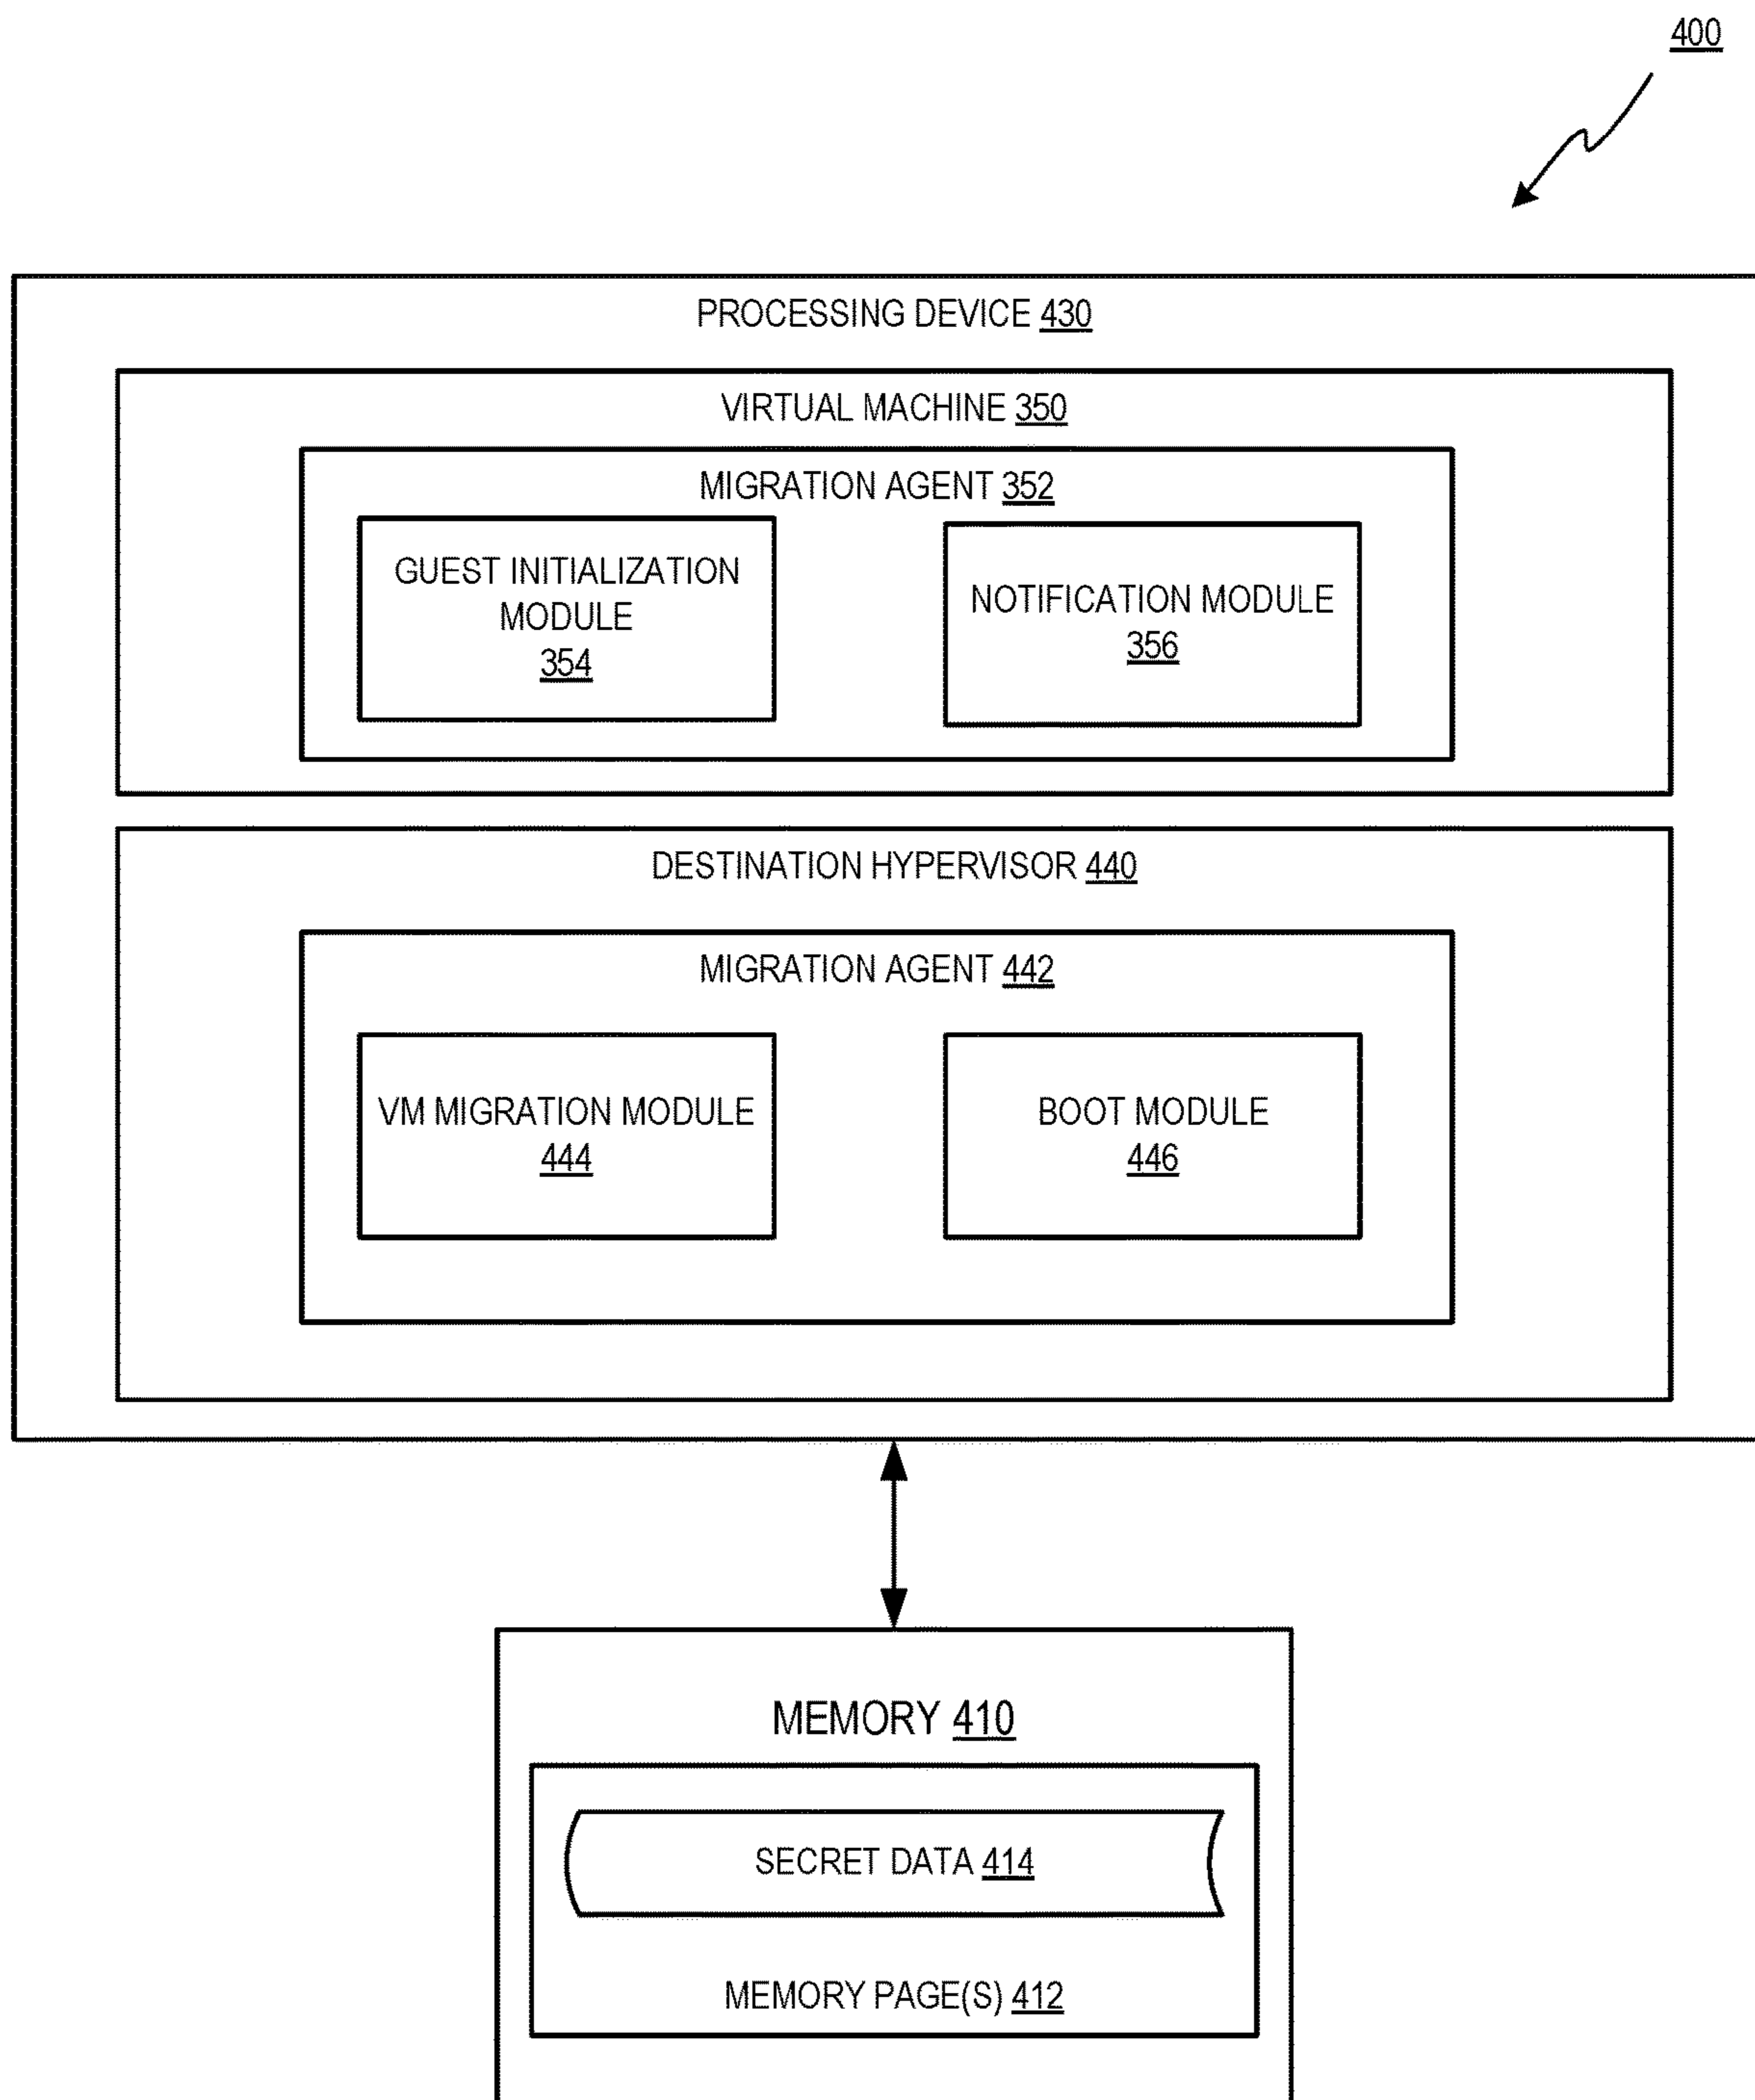 400
PROCESSING DEVICE 430
VIRTUAL MACHINE 350
MIGRATION AGENT 352
GUEST INITIALIZATION
MODULE
354
NOTIFICATION MODULE
356
DESTINATION HYPERVISOR 440
MIGRATION AGENT 442
VM MIGRATION MODULE
444
BOOT MODULE
446
MEMORY 410
SECRET DATA 414
MEMORY PAGE(S) 412